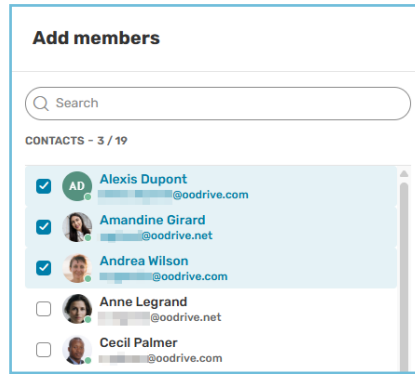 Add members
Search
CONTACTS - 3 / 19
AD
Alexis Dupont
@oodrive.com
Amandine Girard
@oodrive.net
Andrea Wilson
@oodrive.com
Anne Legrand
@oodrive.net
Cecil Palmer
@oodrive.com